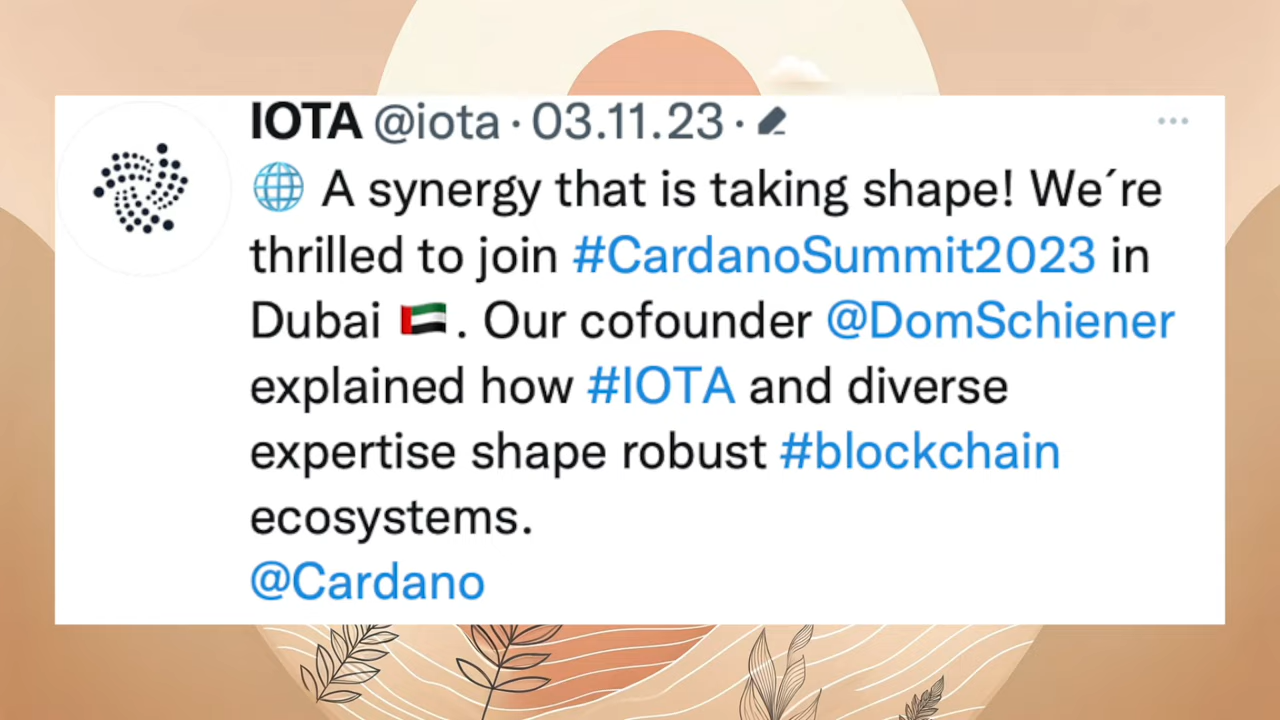 IOTA @iota · 03.11.23 ·
🌐 A synergy that is taking shape! We´re
thrilled to join #CardanoSummit2023 in
Dubai 🇦🇪. Our cofounder @DomSchiener
explained how #IOTA and diverse
expertise shape robust #blockchain
ecosystems.
@Cardano